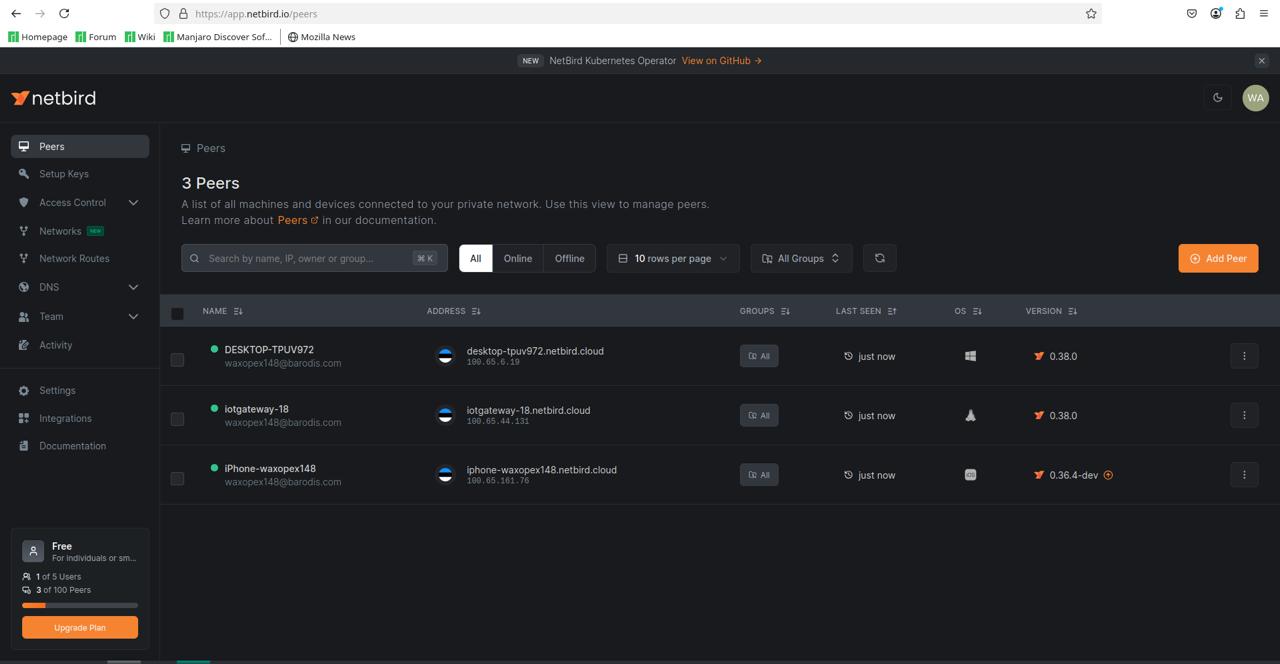 https://app.netbird.io/peers
Homepage Forum Wiki Manjaro Discover Sof... Mozilla News
NEW NetBird Kubernetes Operator View on GitHub →
netbird
WA
Peers
Setup Keys
Access Control
Networks NEW
Network Routes
DNS
Team
Activity
Settings
Integrations
Documentation
Free
For individuals or sm...
1 of 5 Users
3 of 100 Peers
Upgrade Plan
Peers
3 Peers
A list of all machines and devices connected to your private network. Use this view to manage peers.
Learn more about Peers in our documentation.
Search by name, IP, owner or group... ⌘ K All Online Offline 10 rows per page All Groups Add Peer
NAME ADDRESS GROUPS LAST SEEN OS VERSION
DESKTOP-TPUV972 desktop-tpuv972.netbird.cloud All just now 0.38.0
waxopex148@barodis.com 100.65.6.19
iotgateway-18 iotgateway-18.netbird.cloud All just now 0.38.0
waxopex148@barodis.com 100.65.44.131
iPhone-waxopex148 iphone-waxopex148.netbird.cloud All just now iOS 0.36.4-dev
waxopex148@barodis.com 100.65.161.76